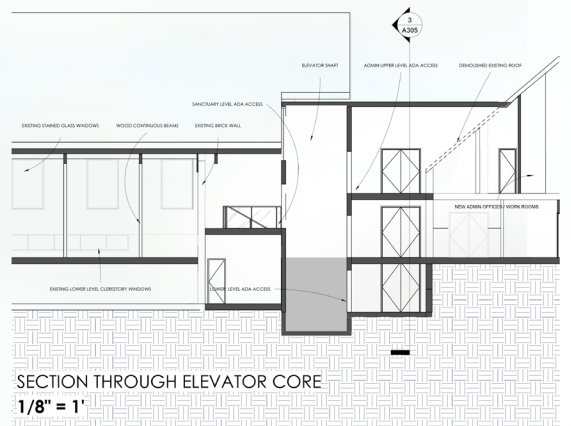 3
A305
ELEVATOR SHAFT
ADMIN UPPER LEVEL ADA ACCESS
DEMOLISHED EXISTING ROOF
SANCTUARY LEVEL ADA ACCESS
EXISTING STAINED GLASS WINDOWS
WOOD CONTINUOUS BEAMS
EXISTING BRICK WALL
NEW ADMIN OFFICES / WORK ROOMS
EXISTING LOWER LEVEL CLERESTORY WINDOWS
LOWER LEVEL ADA ACCESS
SECTION THROUGH ELEVATOR CORE
1/8" = 1'